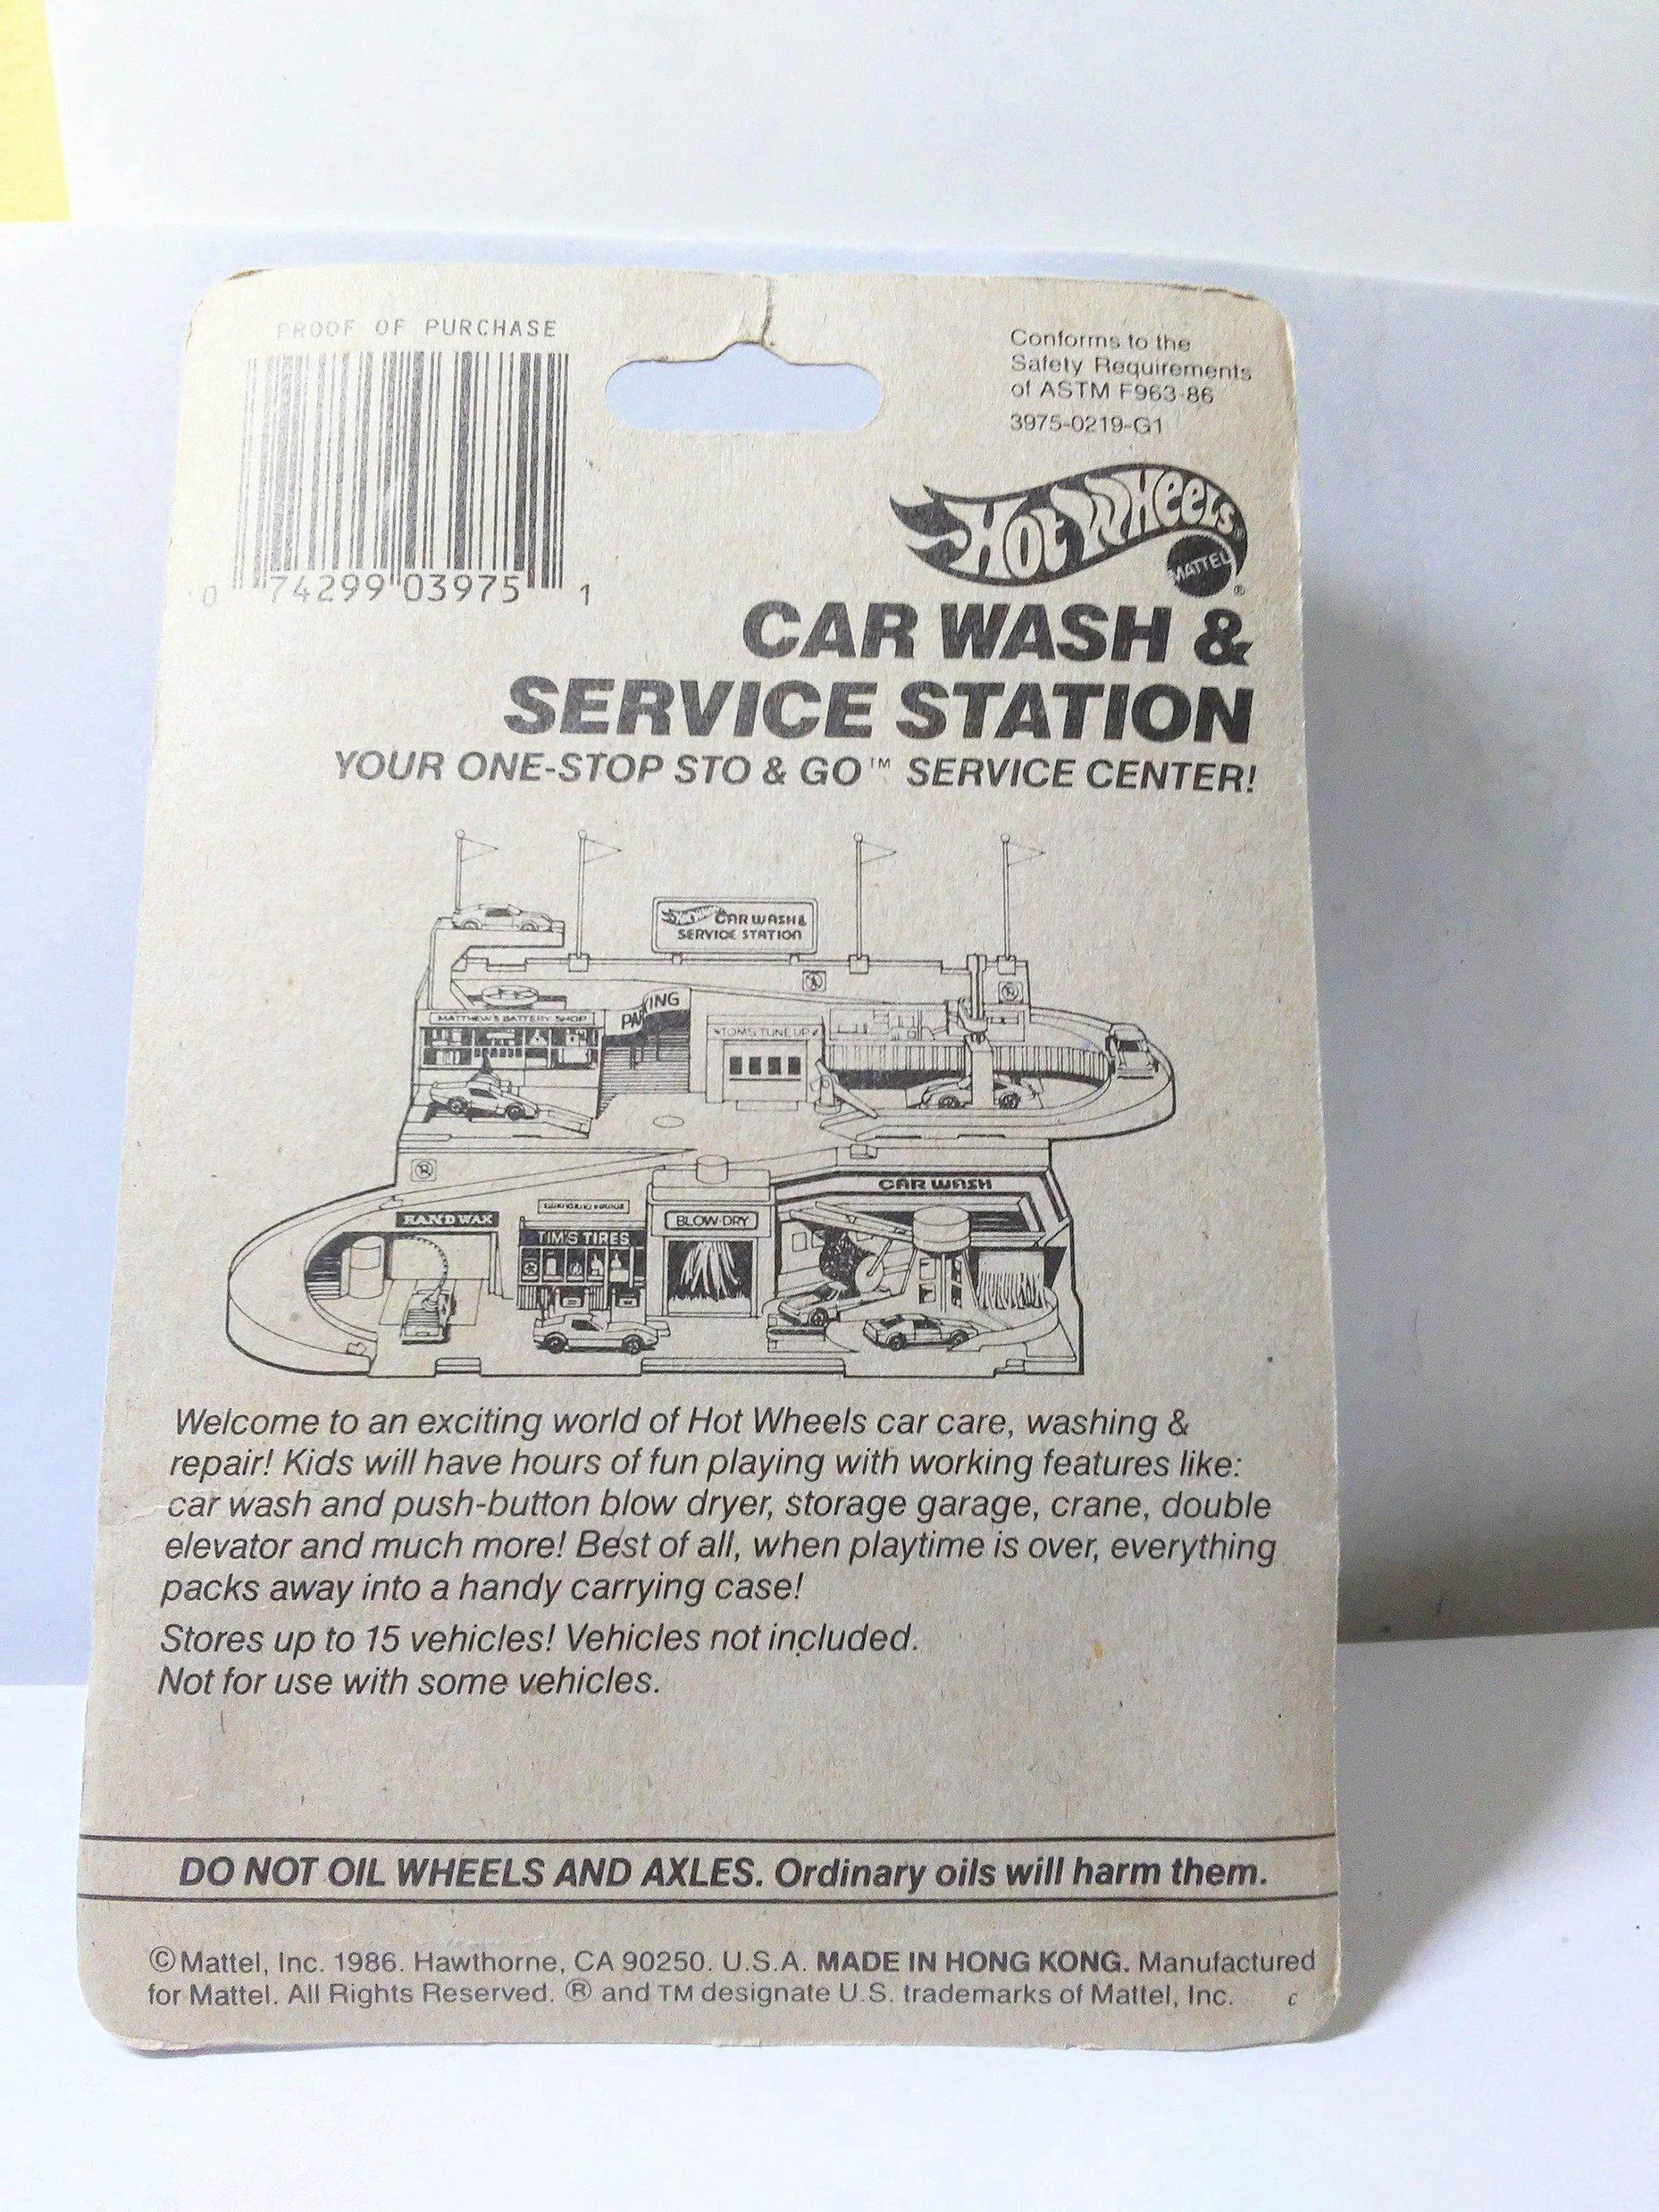 PROOF OF PURCHASE
0 74299 03975 1
Conforms to the
Safety Requirements
of ASTM F963-86
3975-0219-G1
Hot Wheels®
MATTEL
®
CAR WASH &
SERVICE STATION
YOUR ONE-STOP STO & GO™ SERVICE CENTER!
Hot Wheels CAR WASH &
SERVICE STATION
MATTHEW'S BATTERY SHOP
PARKING
TOM'S TUNE UP
CAR WASH
HAND WAX
BLOW DRY
TIM'S TIRES
Welcome to an exciting world of Hot Wheels car care, washing &
repair! Kids will have hours of fun playing with working features like:
car wash and push-button blow dryer, storage garage, crane, double
elevator and much more! Best of all, when playtime is over, everything
packs away into a handy carrying case!
Stores up to 15 vehicles! Vehicles not included.
Not for use with some vehicles.
DO NOT OIL WHEELS AND AXLES. Ordinary oils will harm them.
©Mattel, Inc. 1986. Hawthorne, CA 90250. U.S.A. MADE IN HONG KONG. Manufactured
for Mattel. All Rights Reserved. ® and TM designate U.S. trademarks of Mattel, Inc. c